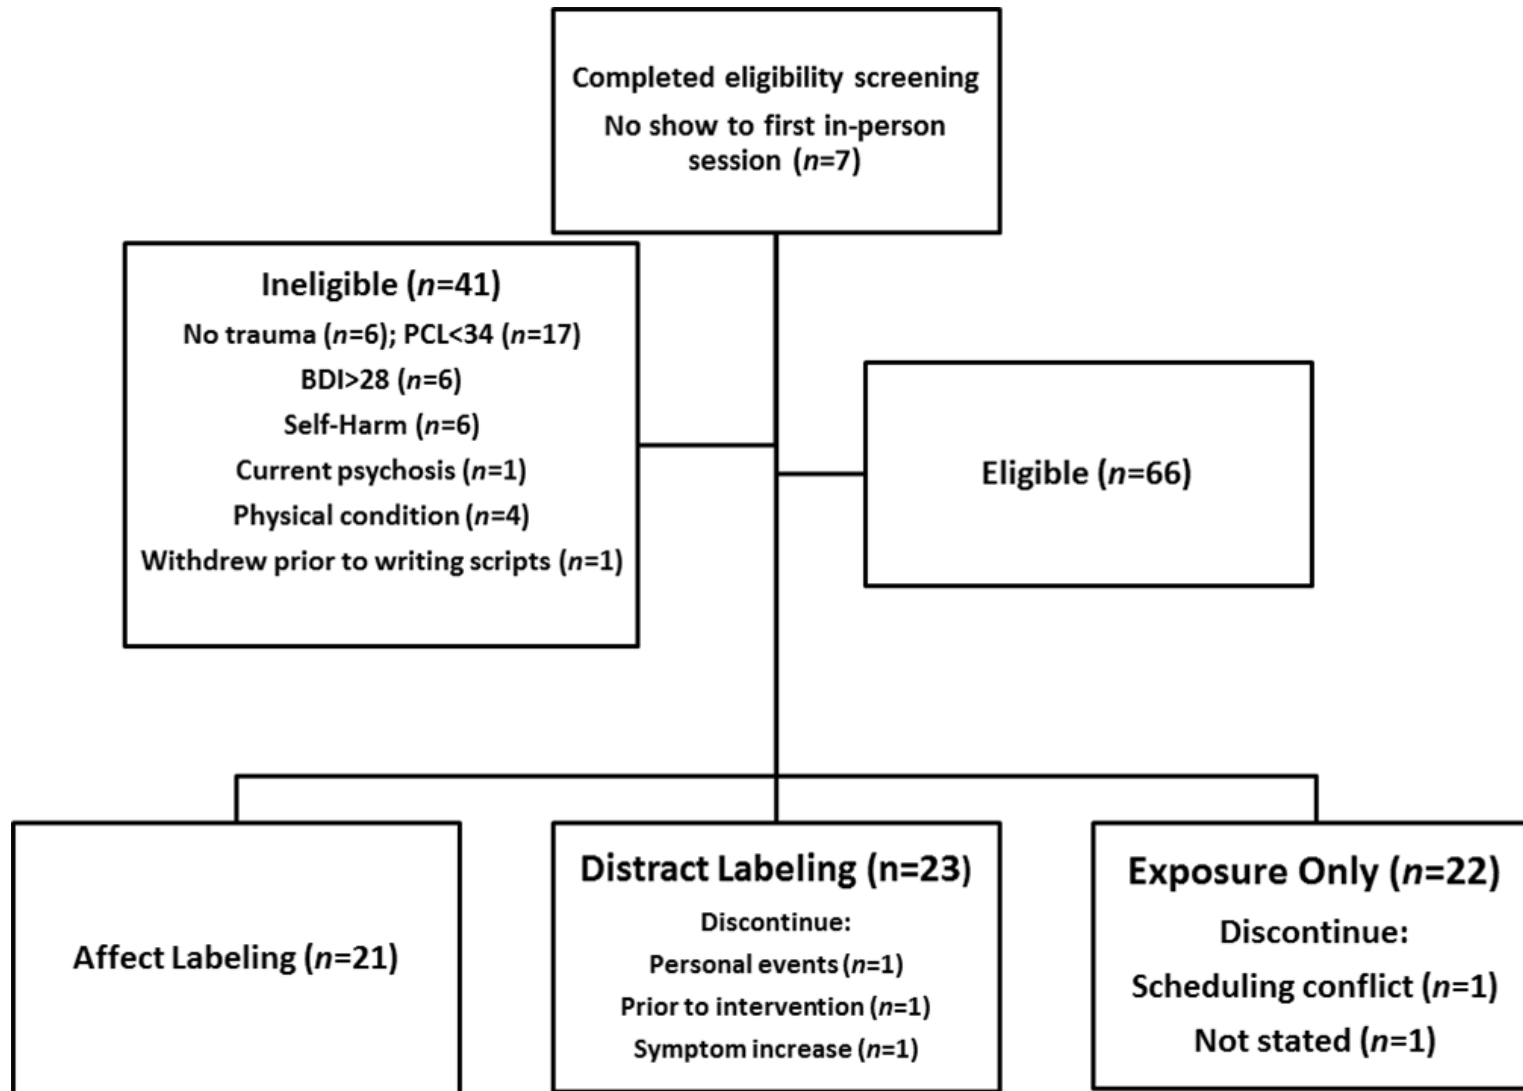 Completed eligibility screening
No show to first in-person
session (n=7)
Ineligible (n=41)
No trauma (n=6); PCL<34 (n=17)
BDI>28 (n=6)
Self-Harm (n=6)
Current psychosis (n=1)
Physical condition (n=4)
Withdrew prior to writing scripts (n=1)
Eligible (n=66)
Affect Labeling (n=21)
Distract Labeling (n=23)
Discontinue:
Personal events (n=1)
Prior to intervention (n=1)
Symptom increase (n=1)
Exposure Only (n=22)
Discontinue:
Scheduling conflict (n=1)
Not stated (n=1)